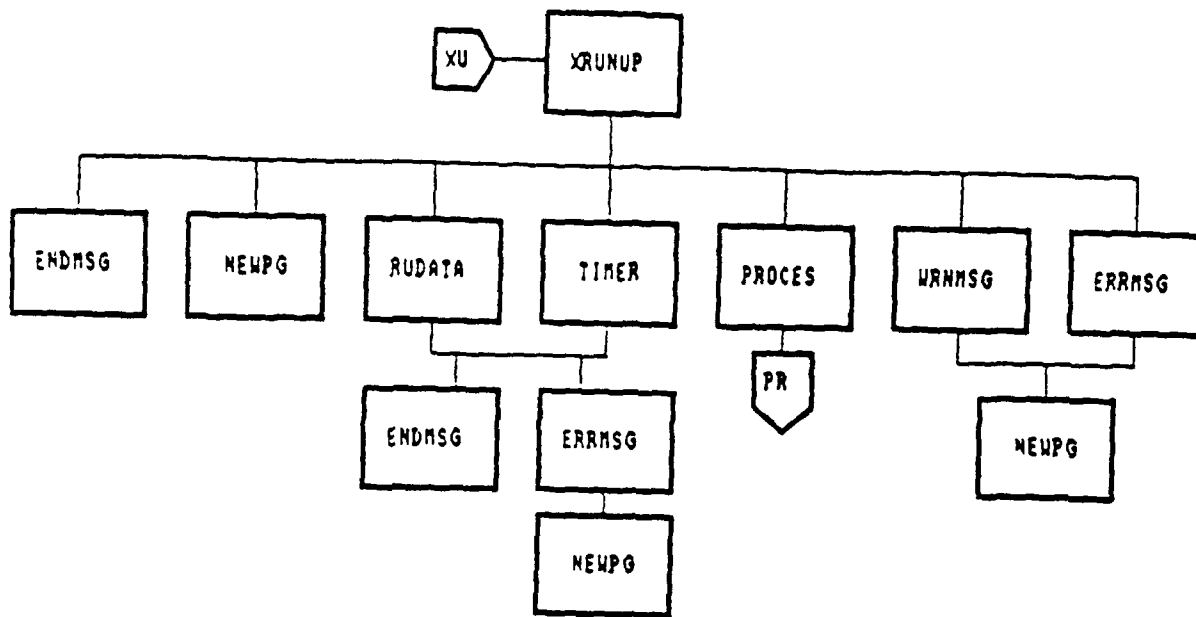 XU
XRUNUP
ENDMSG
NEWPG
RUDATA
TIMER
PROCES
WRNMSG
ERRMSG
PR
ENDMSG
ERRMSG
NEWPG
NEWPG